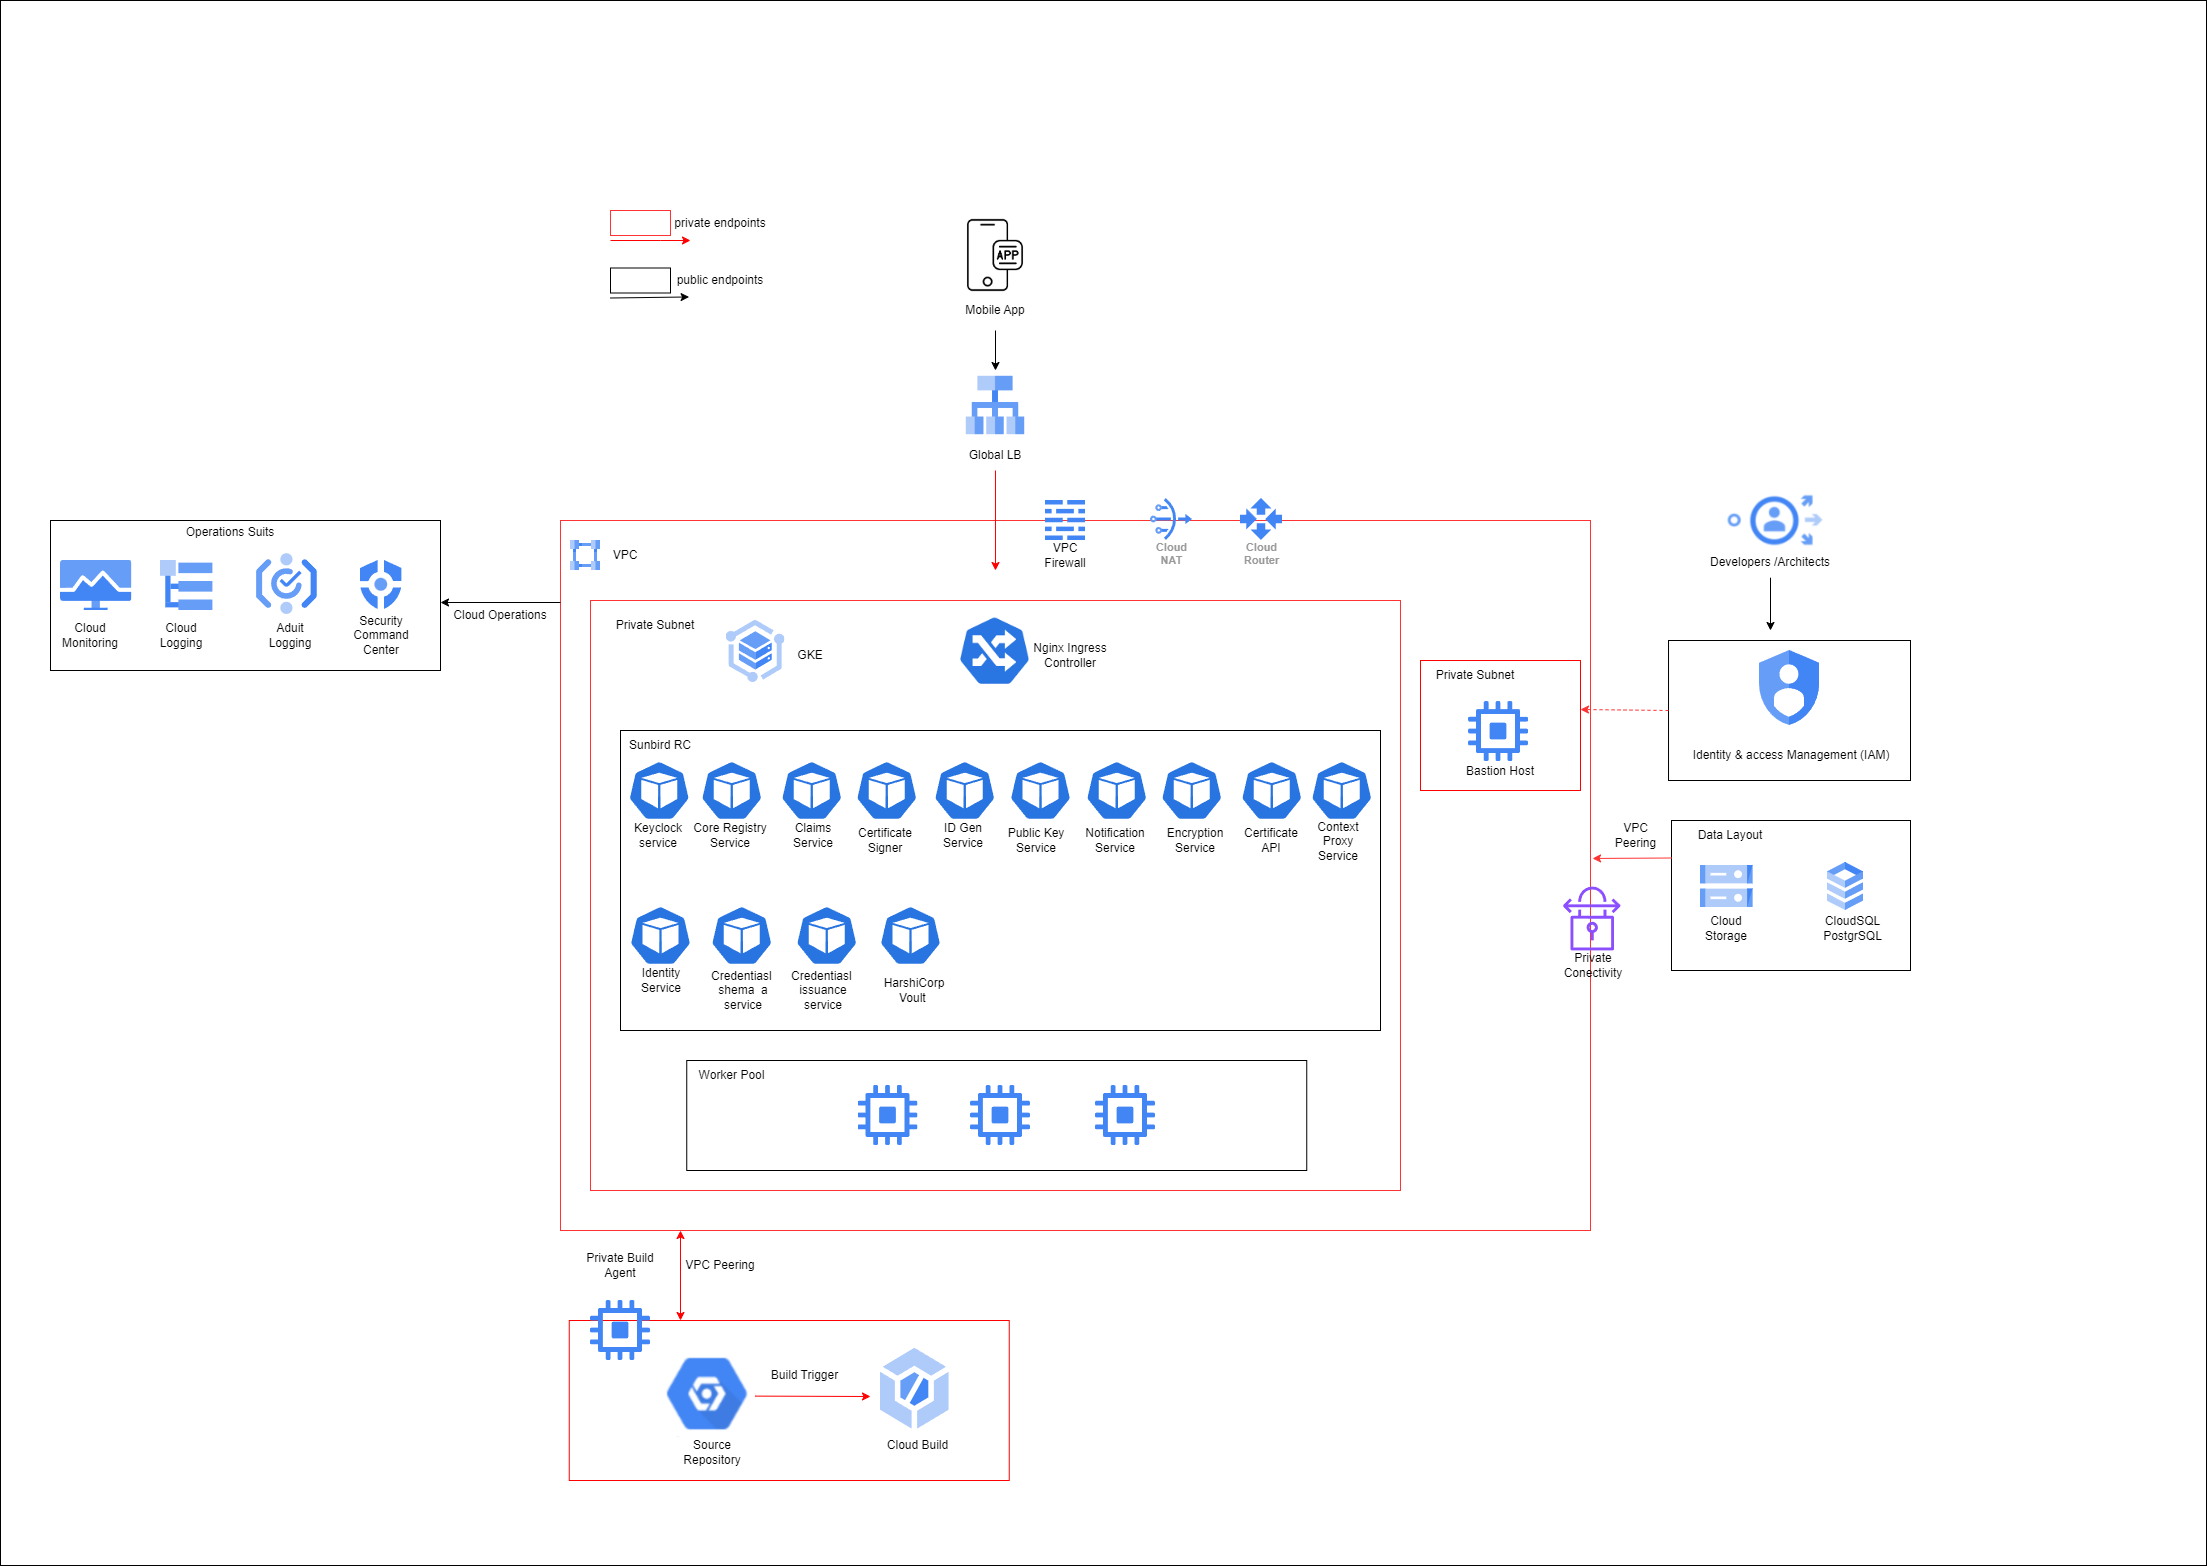 private endpoints
public endpoints
APP
Mobile App
Global LB
Operations Suits
Cloud
Monitoring
Cloud
Logging
Aduit
Logging
Security
Command
Center
Cloud Operations
VPC
VPC
Firewall
Cloud
NAT
Cloud
Router
Developers /Architects
Private Subnet
GKE
Nginx Ingress
Controller
Private Subnet
Bastion Host
Identity & access Management (IAM)
Sunbird RC
Keyclock
service
Core Registry
Service
Claims
Service
Certificate
Signer
ID Gen
Service
Public Key
Service
Notification
Service
Encryption
Service
Certificate
API
Context
Proxy
Service
VPC
Peering
Data Layout
Cloud
Storage
CloudSQL
PostgrSQL
Private
Conectivity
Identity
Service
Credentiasl
shema a
service
Credentiasl
issuance
service
HarshiCorp
Voult
Worker Pool
Private Build
Agent
VPC Peering
Build Trigger
Source
Repository
Cloud Build